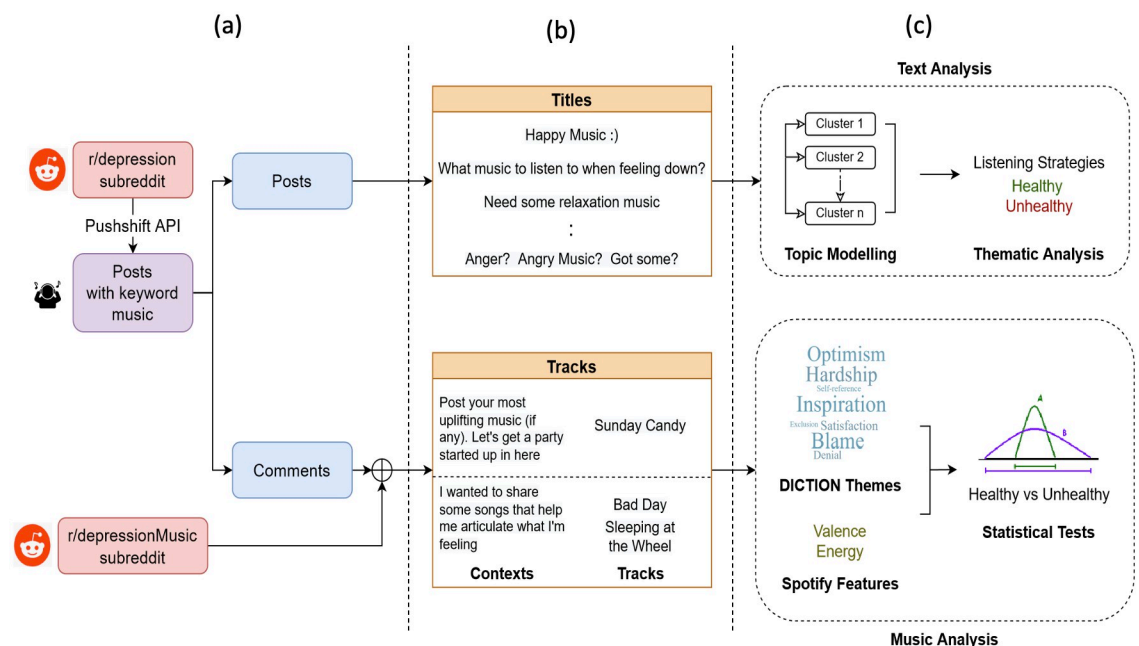 (a)
(b)
(c)
r/depression
subreddit
Pushshift API
Posts
with keyword
music
Posts
Comments
r/depressionMusic
subreddit
Titles
Happy Music :)
What music to listen to when feeling down?
Need some relaxation music
:
Anger? Angry Music? Got some?
Tracks
Post your most
uplifting music (if
any). Let's get a party
started up in here
Sunday Candy
I wanted to share
some songs that help
me articulate what I'm
feeling
Bad Day
Sleeping at
the Wheel
Contexts
Tracks
Text Analysis
Cluster 1
Cluster 2
Cluster n
Topic Modelling
Listening Strategies
Healthy
Unhealthy
Thematic Analysis
Optimism
Hardship
Self-reference
Inspiration
Exclusion Satisfaction
Blame
Denial
DICTION Themes
Valence
Energy
Spotify Features
A
B
Healthy vs Unhealthy
Statistical Tests
Music Analysis